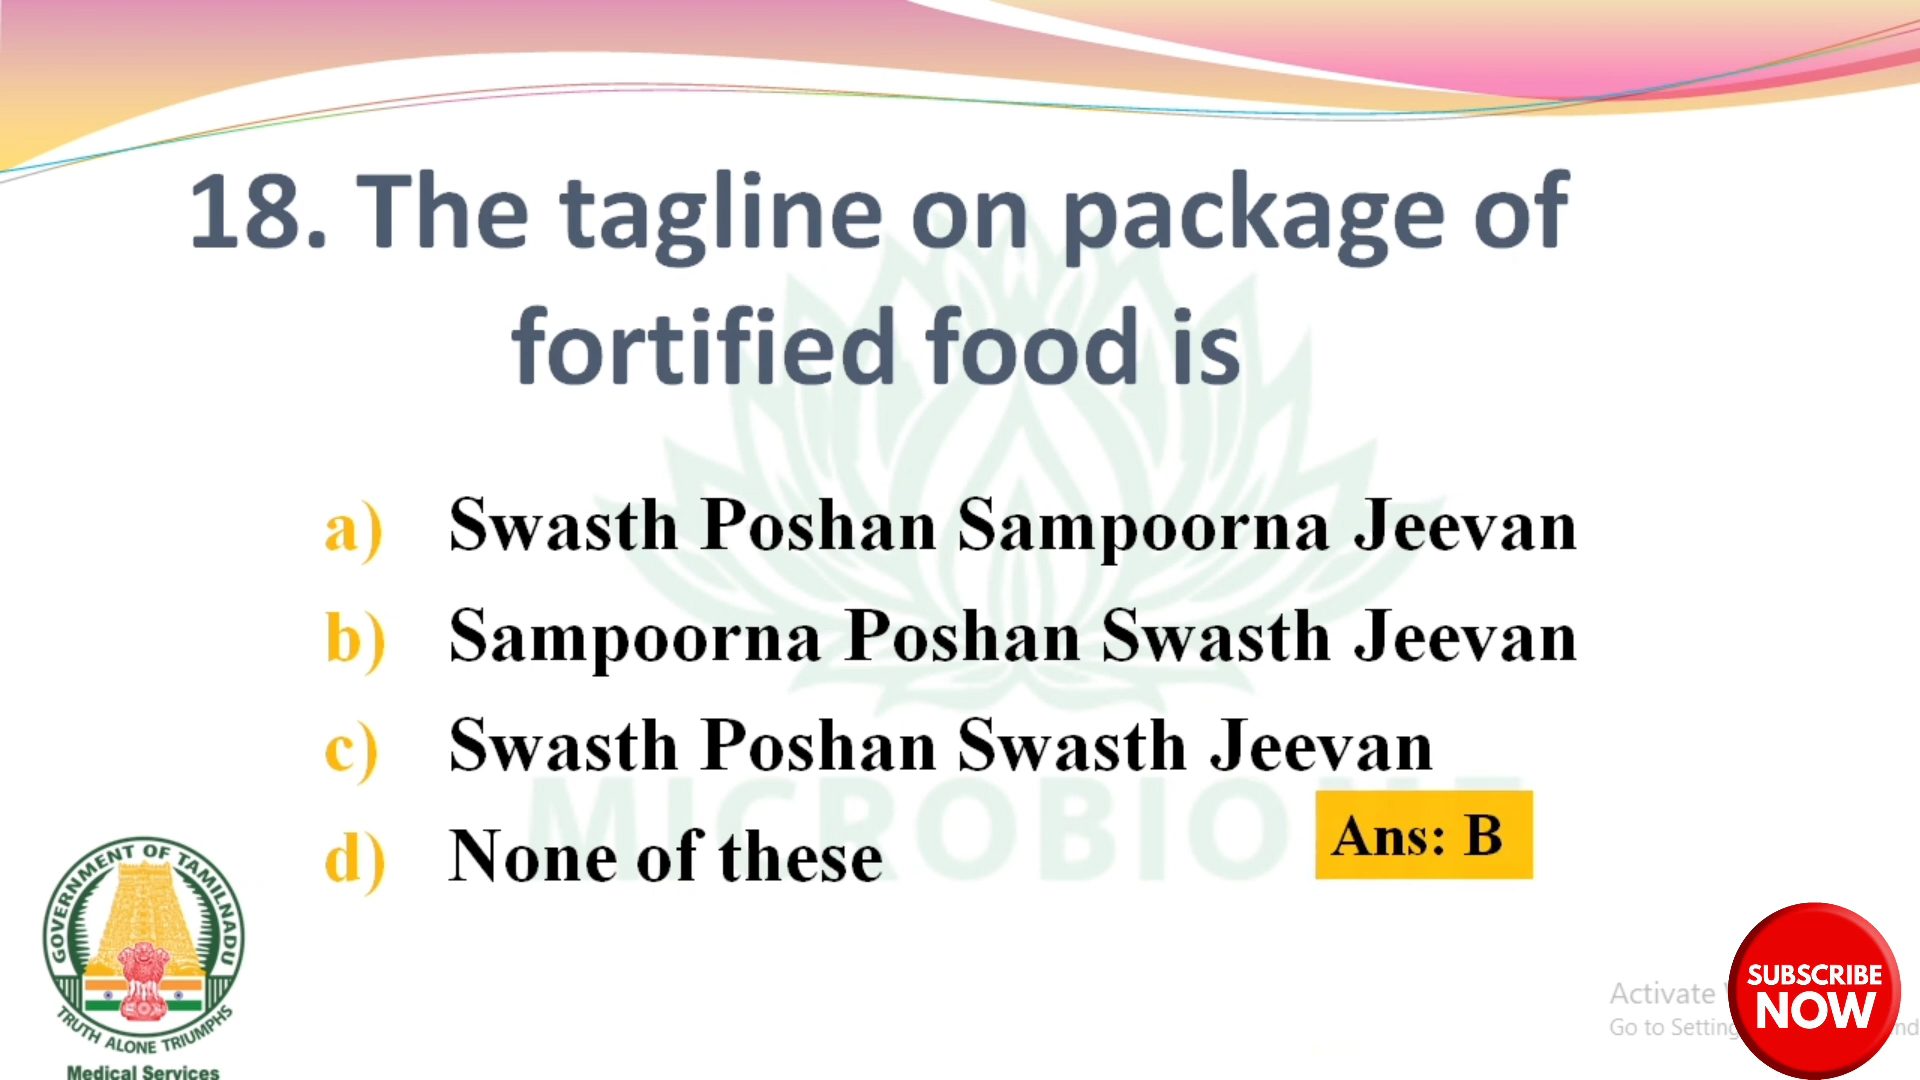 18. The tagline on package of
fortified food is
a) Swasth Poshan Sampoorna Jeevan
b) Sampoorna Poshan Swasth Jeevan
c) Swasth Poshan Swasth Jeevan
d) None of these
Ans: B
MICROBIO
GOVERNMENT OF TAMILNADU
TRUTH ALONE TRIUMPHS
Medical Services
Activate
Go to Setting
SUBSCRIBE
NOW